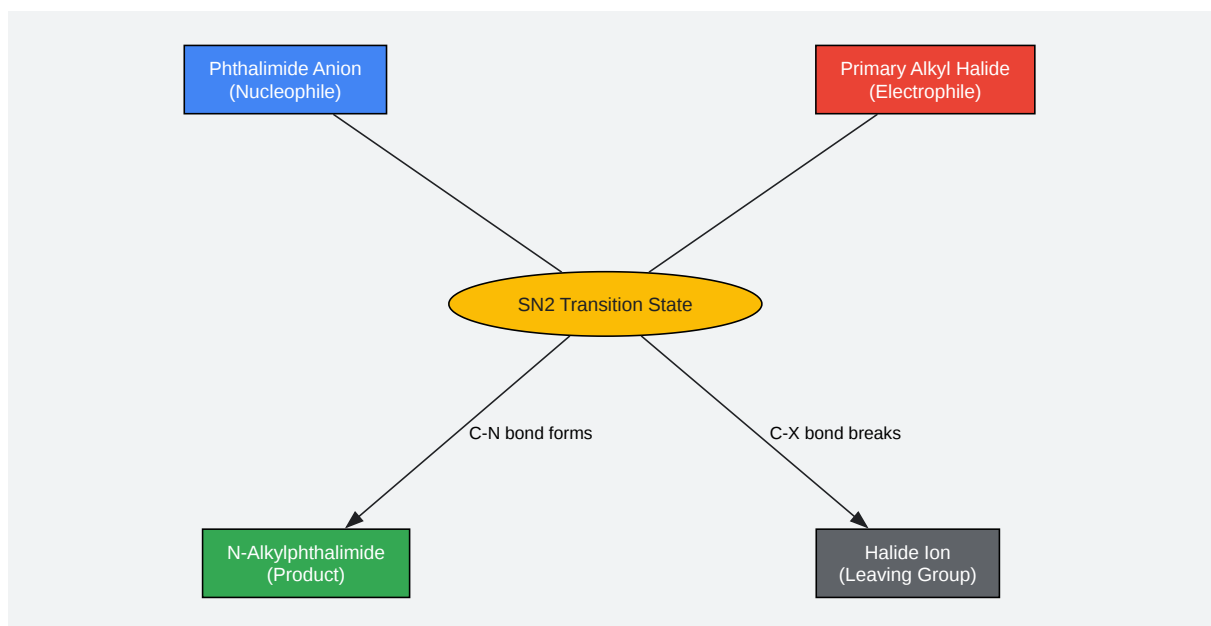 Phthalimide Anion
(Nucleophile)
Primary Alkyl Halide
(Electrophile)
SN2 Transition State
C-N bond forms
C-X bond breaks
N-Alkylphthalimide
(Product)
Halide Ion
(Leaving Group)